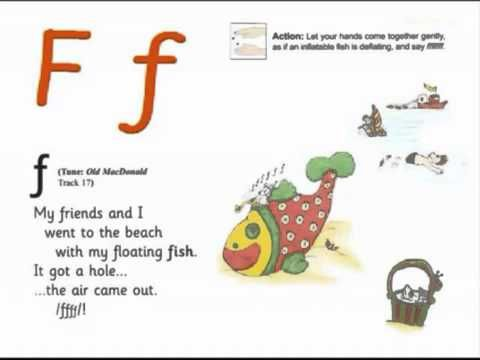 F f
Action: Let your hands come together gently,
as if an inflatable fish is deflating, and say ffffff.
f
(Tune: Old MacDonald
Track 17)
My friends and I
went to the beach
with my floating fish.
It got a hole...
...the air came out.
/ffff/!